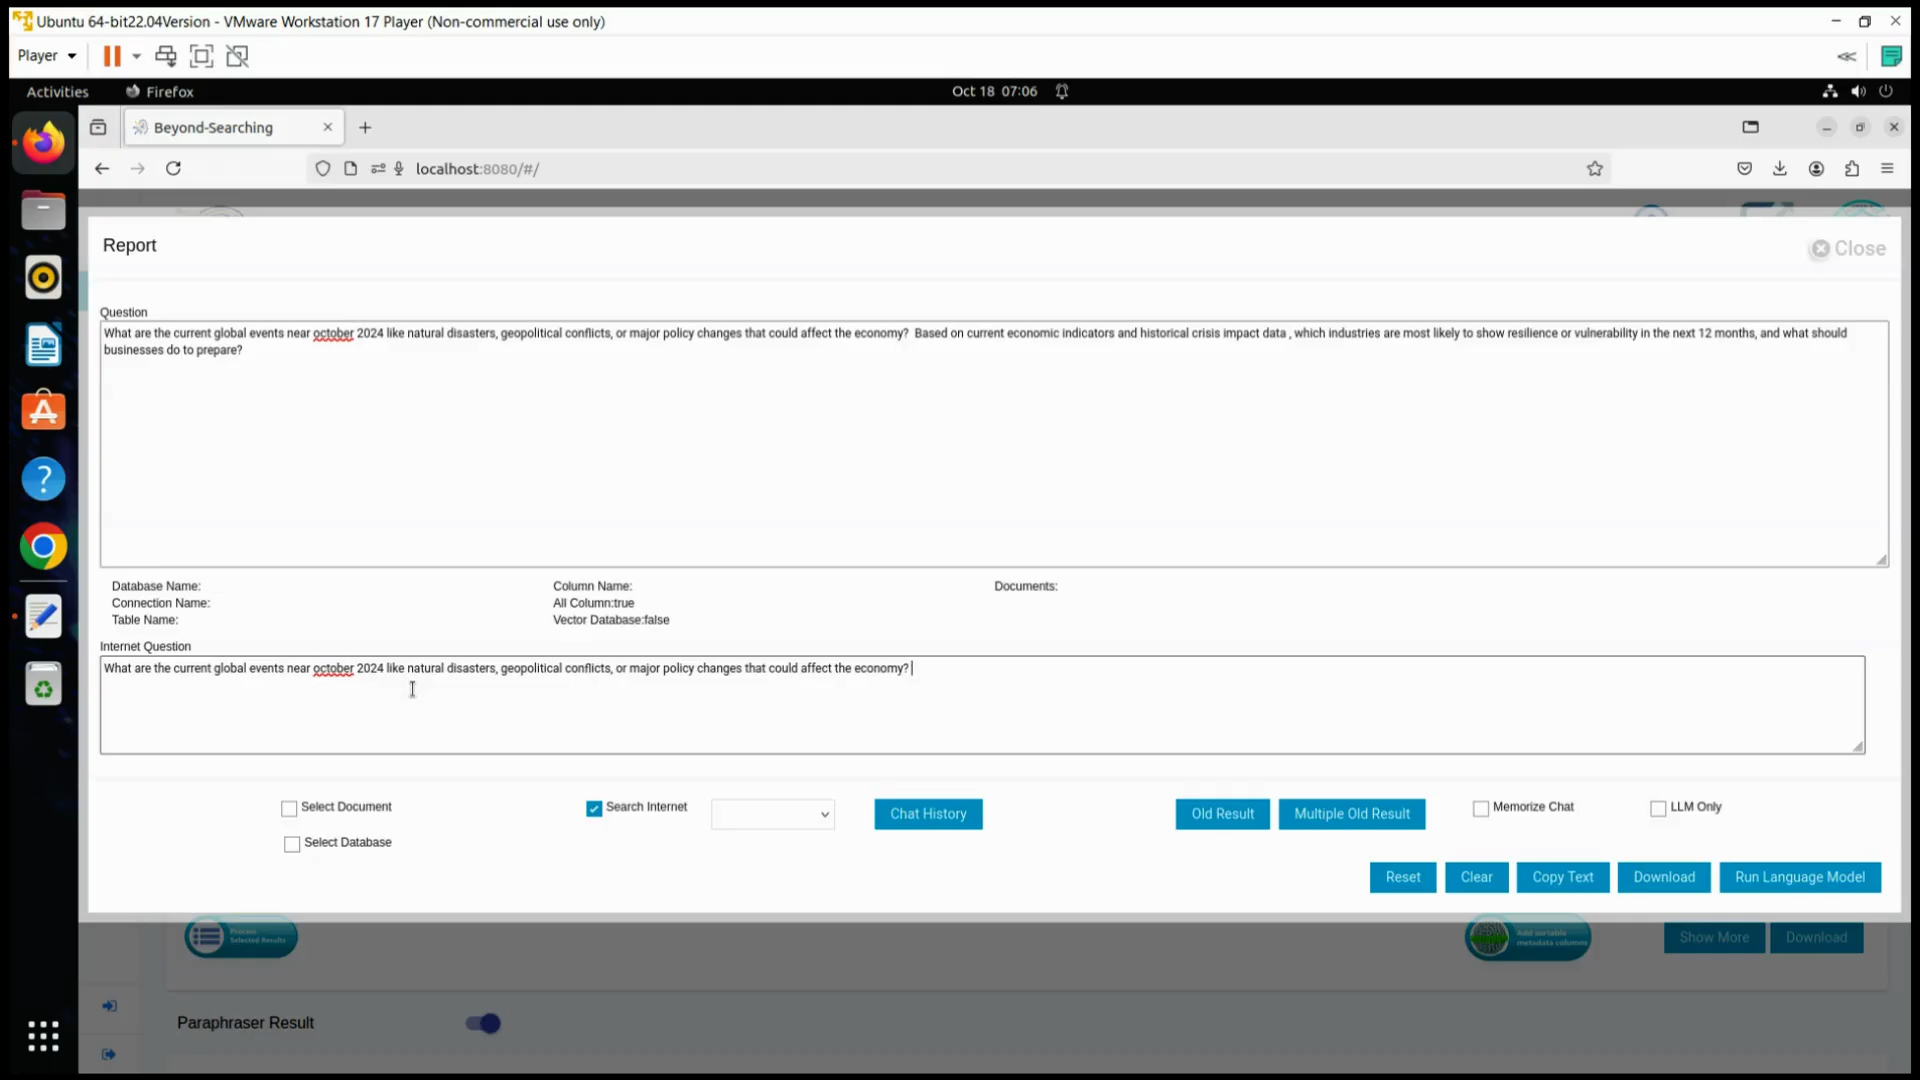 Ubuntu 64-bit22.04Version - VMware Workstation 17 Player (Non-commercial use only)
Player
Activities
Firefox
Oct 18 07:06
Beyond-Searching
localhost:8080/#/
Report
Close
Question
What are the current global events near october 2024 like natural disasters, geopolitical conflicts, or major policy changes that could affect the economy?  Based on current economic indicators and historical crisis impact data , which industries are most likely to show resilience or vulnerability in the next 12 months, and what should
businesses do to prepare?
Database Name:
Column Name:
Documents:
Connection Name:
All Column:true
Table Name:
Vector Database:false
Internet Question
What are the current global events near october 2024 like natural disasters, geopolitical conflicts, or major policy changes that could affect the economy?
Select Document
Search Internet
Chat History
Old Result
Multiple Old Result
Memorize Chat
LLM Only
Select Database
Reset
Clear
Copy Text
Download
Run Language Model
Process
Selected Results
Add sortable
metadata columns
Show More
Download
Paraphraser Result